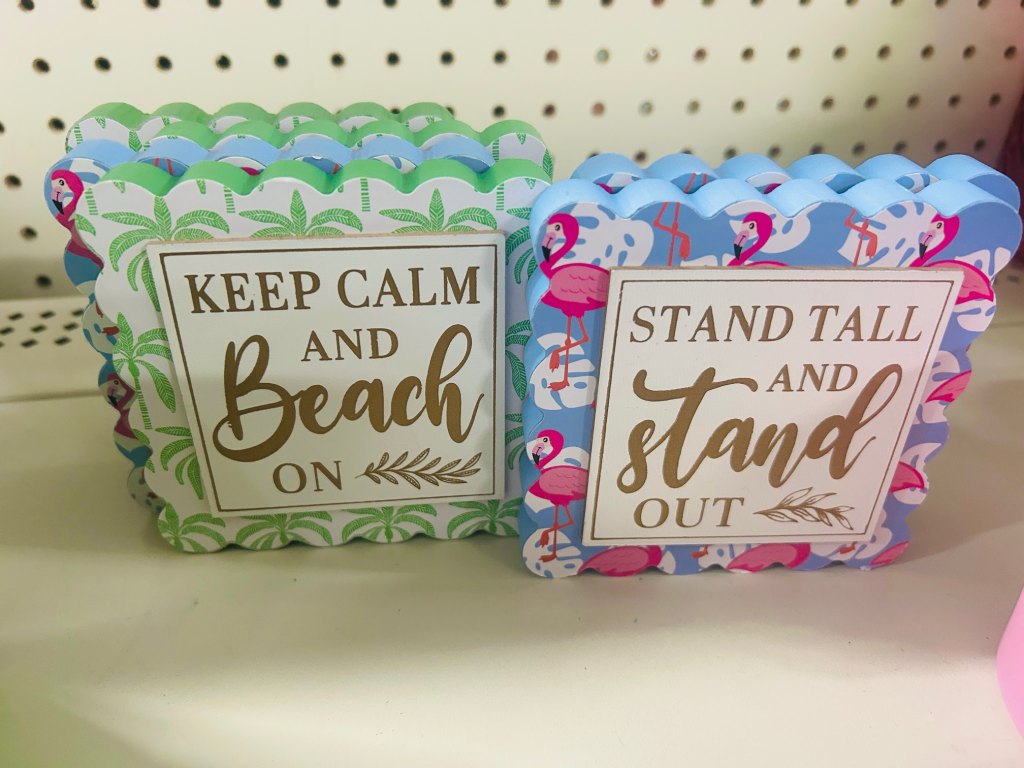 KEEP CALM
AND
Beach
ON
STAND TALL
AND
stand
OUT